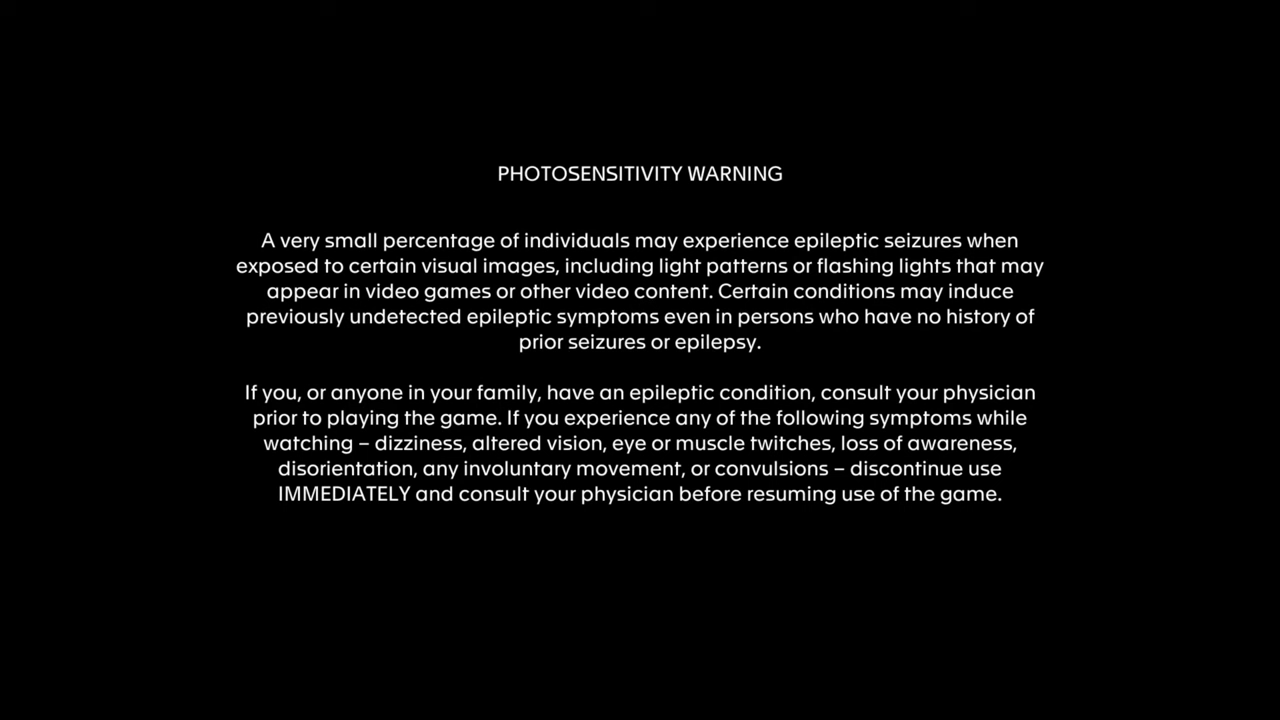 PHOTOSENSITIVITY WARNING
A very small percentage of individuals may experience epileptic seizures when
exposed to certain visual images, including light patterns or flashing lights that may
appear in video games or other video content. Certain conditions may induce
previously undetected epileptic symptoms even in persons who have no history of
prior seizures or epilepsy.
If you, or anyone in your family, have an epileptic condition, consult your physician
prior to playing the game. If you experience any of the following symptoms while
watching – dizziness, altered vision, eye or muscle twitches, loss of awareness,
disorientation, any involuntary movement, or convulsions – discontinue use
IMMEDIATELY and consult your physician before resuming use of the game.